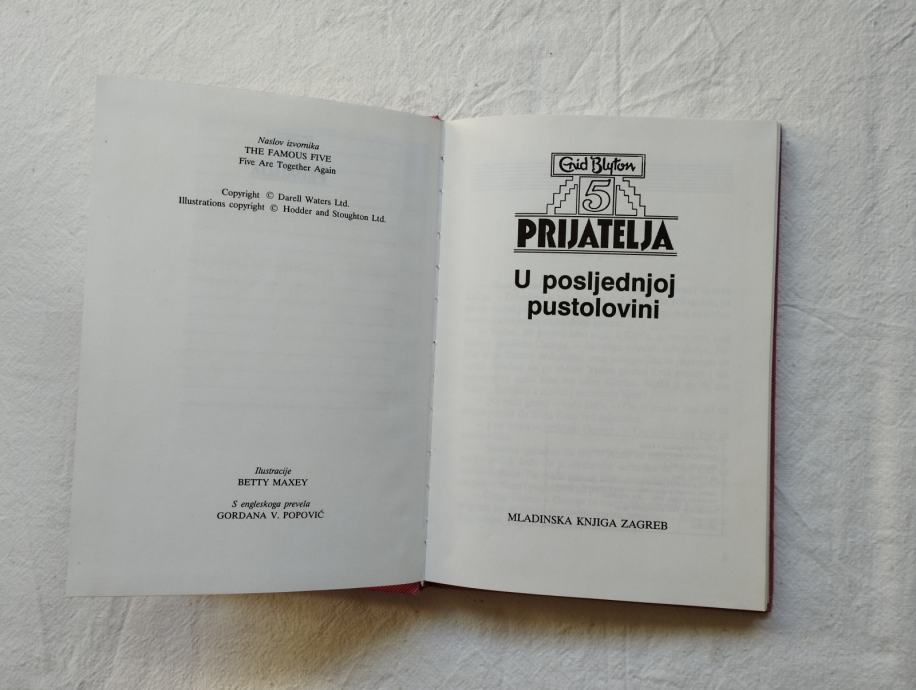 Naslov izvornika
THE FAMOUS FIVE
Five Are Together Again
Copyright © Darell Waters Ltd.
Illustrations copyright © Hodder and Stoughton Ltd.
Ilustracije
BETTY MAXEY
S engleskoga prevela
GORDANA V. POPOVIĆ
Enid Blyton
5
PRIJATELJA
U posljednjoj
pustolovini
MLADINSKA KNJIGA ZAGREB